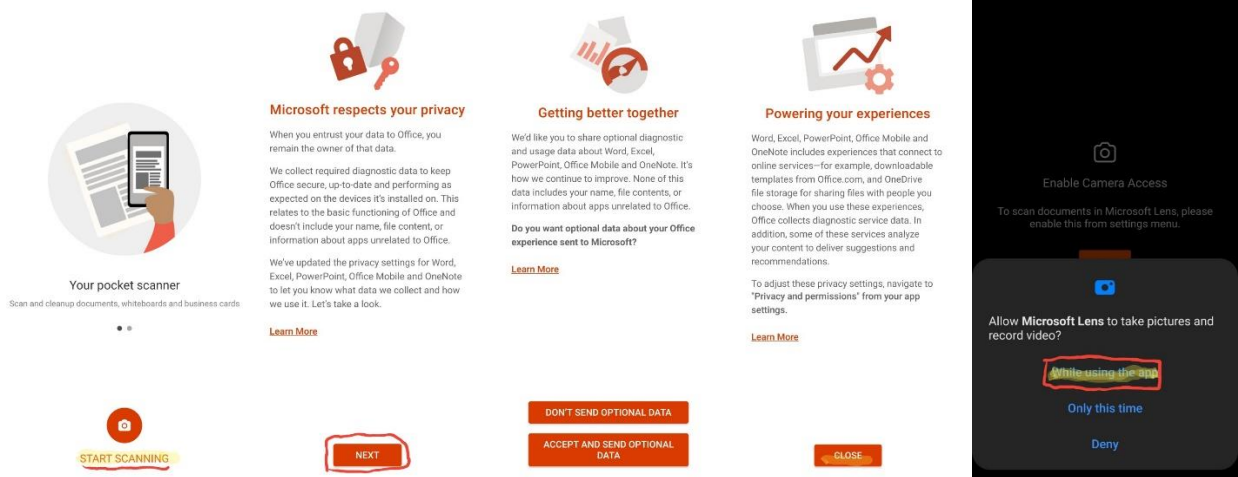 Your pocket scanner
Scan and cleanup documents, whiteboards and business cards
START SCANNING
Microsoft respects your privacy
When you entrust your data to Office, you
remain the owner of that data.
We collect required diagnostic data to keep
Office secure, up-to-date and performing as
expected on the devices it's installed on. This
relates to the basic functioning of Office and
doesn't include your name, file content, or
information about apps unrelated to Office.
We've updated the privacy settings for Word,
Excel, PowerPoint, Office Mobile and OneNote
to let you know what data we collect and how
we use it. Let's take a look.
Learn More
NEXT
Getting better together
We'd like you to share optional diagnostic
and usage data about Word, Excel,
PowerPoint, Office Mobile and OneNote. It's
how we continue to improve. None of this
data includes your name, file contents, or
information about apps unrelated to Office.
Do you want optional data about your Office
experience sent to Microsoft?
Learn More
DON'T SEND OPTIONAL DATA
ACCEPT AND SEND OPTIONAL
DATA
Powering your experiences
Word, Excel, PowerPoint, Office Mobile and
OneNote includes experiences that connect to
online services—for example, downloadable
templates from Office.com, and OneDrive
file storage for sharing files with people you
choose. When you use these experiences,
Office collects diagnostic service data. In
addition, some of these services analyze
your content to deliver suggestions and
recommendations.
To adjust these privacy settings, navigate to
"Privacy and permissions" from your app
settings.
Learn More
CLOSE
Enable Camera Access
To scan documents in Microsoft Lens, please
enable this from settings menu.
Allow Microsoft Lens to take pictures and
record video?
While using the app
Only this time
Deny